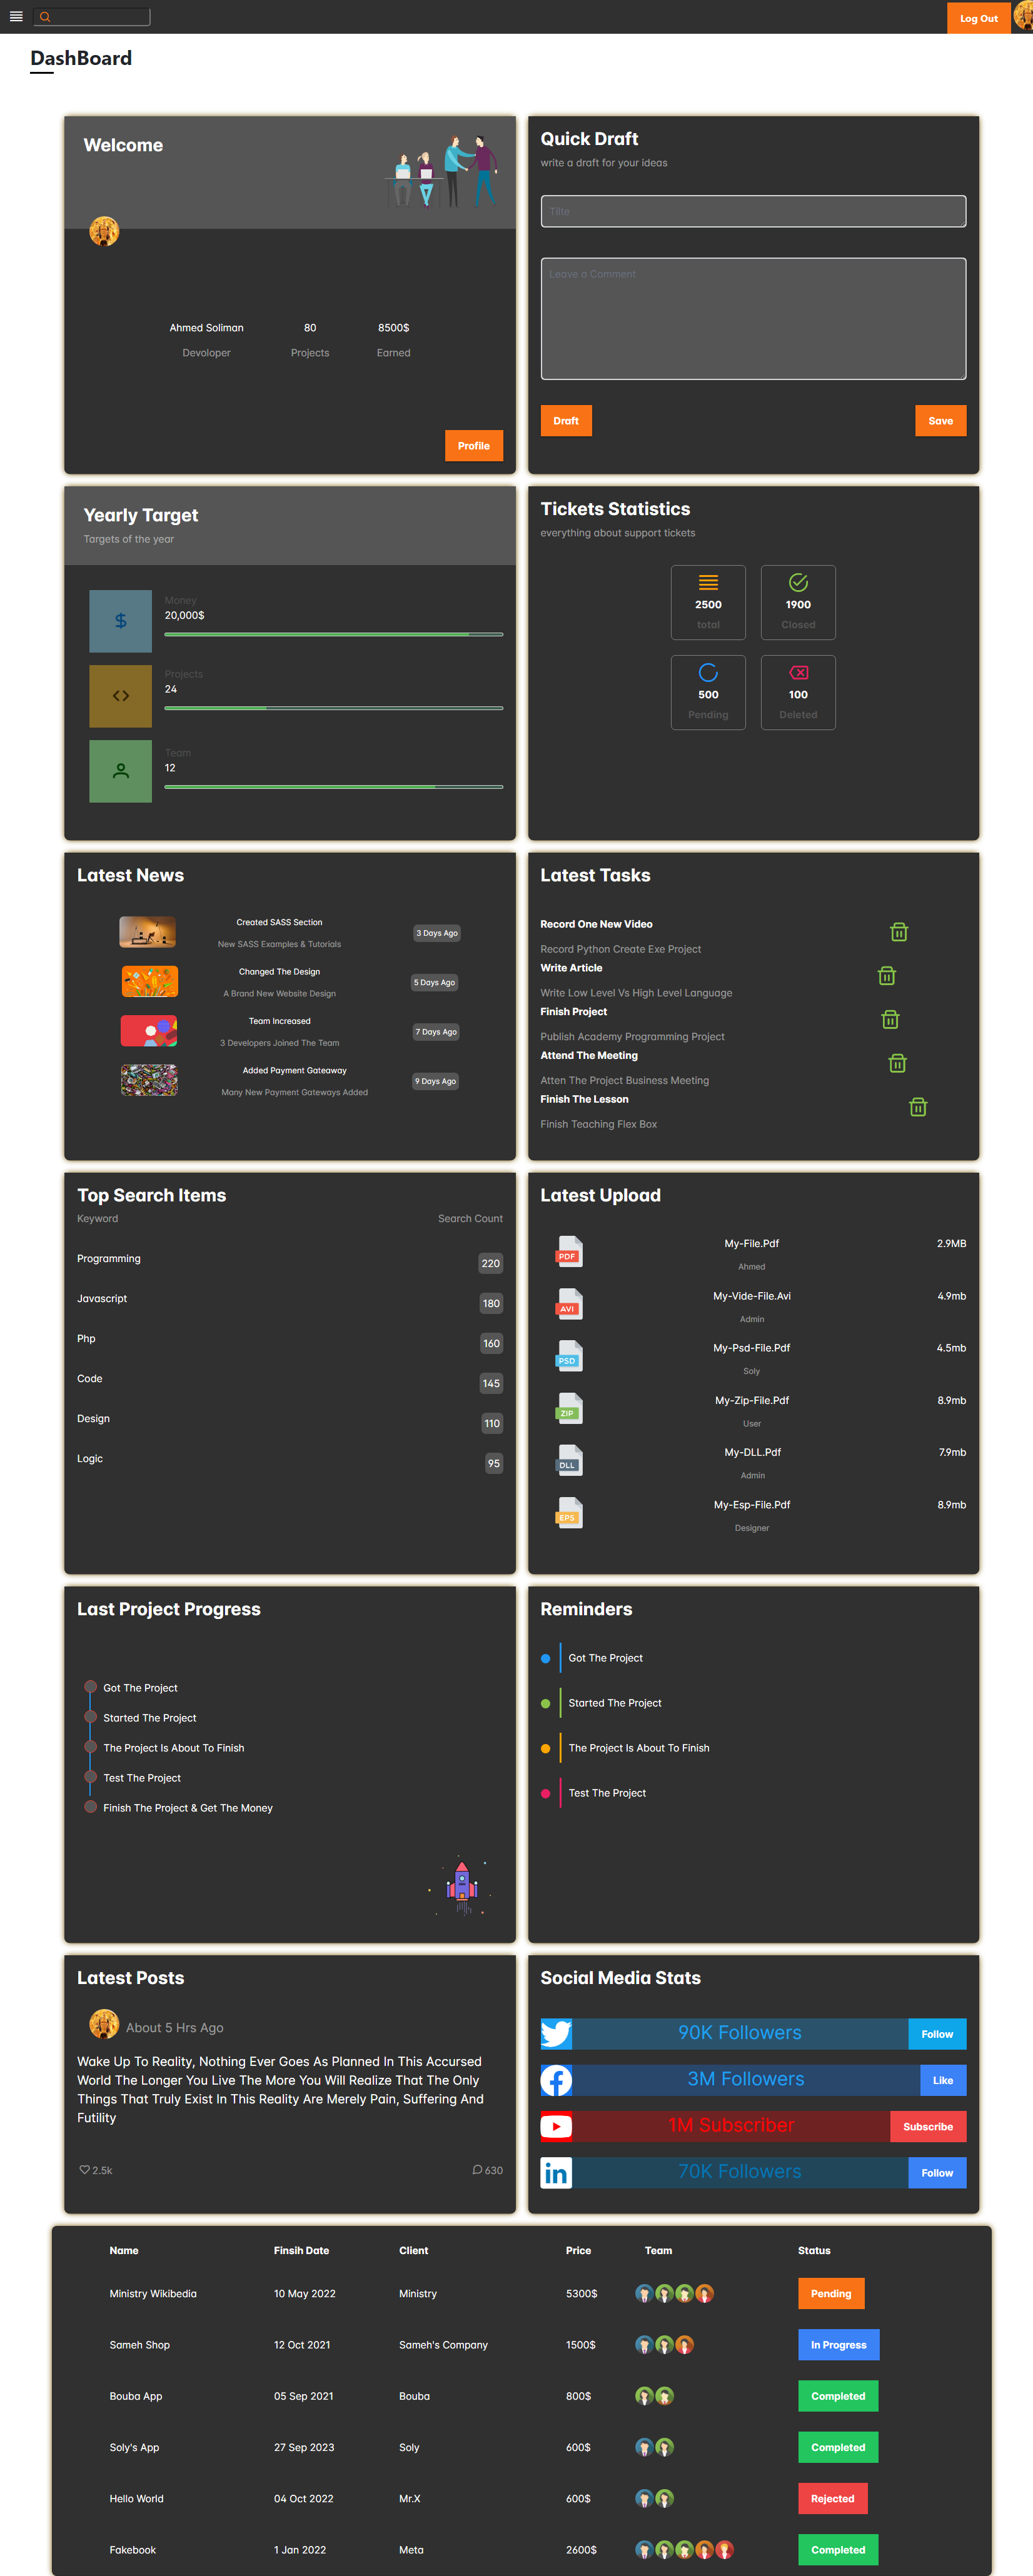 Log Out
DashBoard
Welcome
Ahmed Soliman 80 8500$
Devoloper Projects Earned
Profile
Quick Draft
write a draft for your ideas
Tilte
Leave a Comment
Draft Save
Yearly Target
Targets of the year
Money
20,000$
Projects
24
Team
12
Tickets Statistics
everything about support tickets
2500 1900
total Closed
500 100
Pending Deleted
Latest News
Created SASS Section
New SASS Examples & Tutorials
3 Days Ago
Changed The Design
A Brand New Website Design
5 Days Ago
Team Increased
3 Developers Joined The Team
7 Days Ago
Added Payment Gateaway
Many New Payment Gateways Added
9 Days Ago
Latest Tasks
Record One New Video
Record Python Create Exe Project
Write Article
Write Low Level Vs High Level Language
Finish Project
Publish Academy Programming Project
Attend The Meeting
Atten The Project Business Meeting
Finish The Lesson
Finish Teaching Flex Box
Top Search Items
Keyword Search Count
Programming 220
Javascript 180
Php 160
Code 145
Design 110
Logic 95
Latest Upload
PDF My-File.Pdf 2.9MB
Ahmed
AVI My-Vide-File.Avi 4.9mb
Admin
PSD My-Psd-File.Pdf 4.5mb
Soly
ZIP My-Zip-File.Pdf 8.9mb
User
DLL My-DLL.Pdf 7.9mb
Admin
EPS My-Esp-File.Pdf 8.9mb
Designer
Last Project Progress
Got The Project
Started The Project
The Project Is About To Finish
Test The Project
Finish The Project & Get The Money
Reminders
Got The Project
Started The Project
The Project Is About To Finish
Test The Project
Latest Posts
About 5 Hrs Ago
Wake Up To Reality, Nothing Ever Goes As Planned In This Accursed
World The Longer You Live The More You Will Realize That The Only
Things That Truly Exist In This Reality Are Merely Pain, Suffering And
Futility
2.5k 630
Social Media Stats
90K Followers Follow
3M Followers Like
1M Subscriber Subscribe
in 70K Followers Follow
Name Finsih Date Client Price Team Status
Ministry Wikibedia 10 May 2022 Ministry 5300$ Pending
Sameh Shop 12 Oct 2021 Sameh's Company 1500$ In Progress
Bouba App 05 Sep 2021 Bouba 800$ Completed
Soly's App 27 Sep 2023 Soly 600$ Completed
Hello World 04 Oct 2022 Mr.X 600$ Rejected
Fakebook 1 Jan 2022 Meta 2600$ Completed